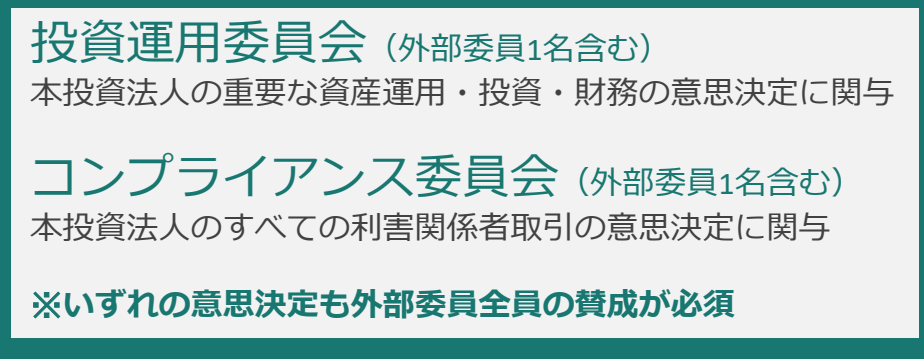 投資運用委員会（外部委員1名含む）
本投資法人の重要な資産運用・投資・財務の意思決定に関与
コンプライアンス委員会（外部委員1名含む）
本投資法人のすべての利害関係者取引の意思決定に関与
※いずれの意思決定も外部委員全員の賛成が必須